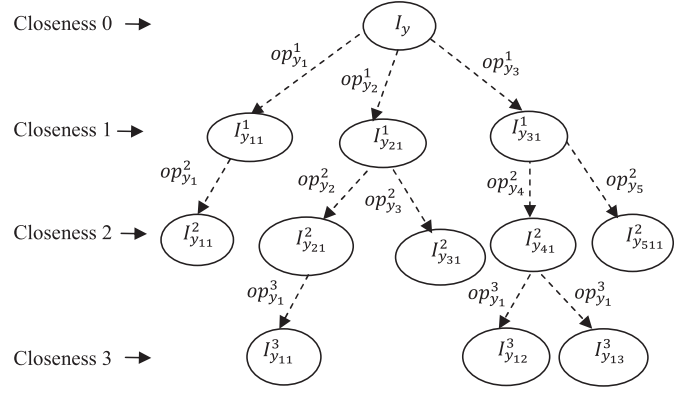 Closeness 0 → I_y
op^1_{y_1} op^1_{y_2} op^1_{y_3}
Closeness 1 → I^1_{y_{11}} I^1_{y_{21}} I^1_{y_{31}}
op^2_{y_1} op^2_{y_2} op^2_{y_3} op^2_{y_4} op^2_{y_5}
Closeness 2 → I^2_{y_{11}} I^2_{y_{21}} I^2_{y_{31}} I^2_{y_{41}} I^2_{y_{511}}
op^3_{y_1} op^3_{y_1} op^3_{y_1}
Closeness 3 → I^3_{y_{11}} I^3_{y_{12}} I^3_{y_{13}}